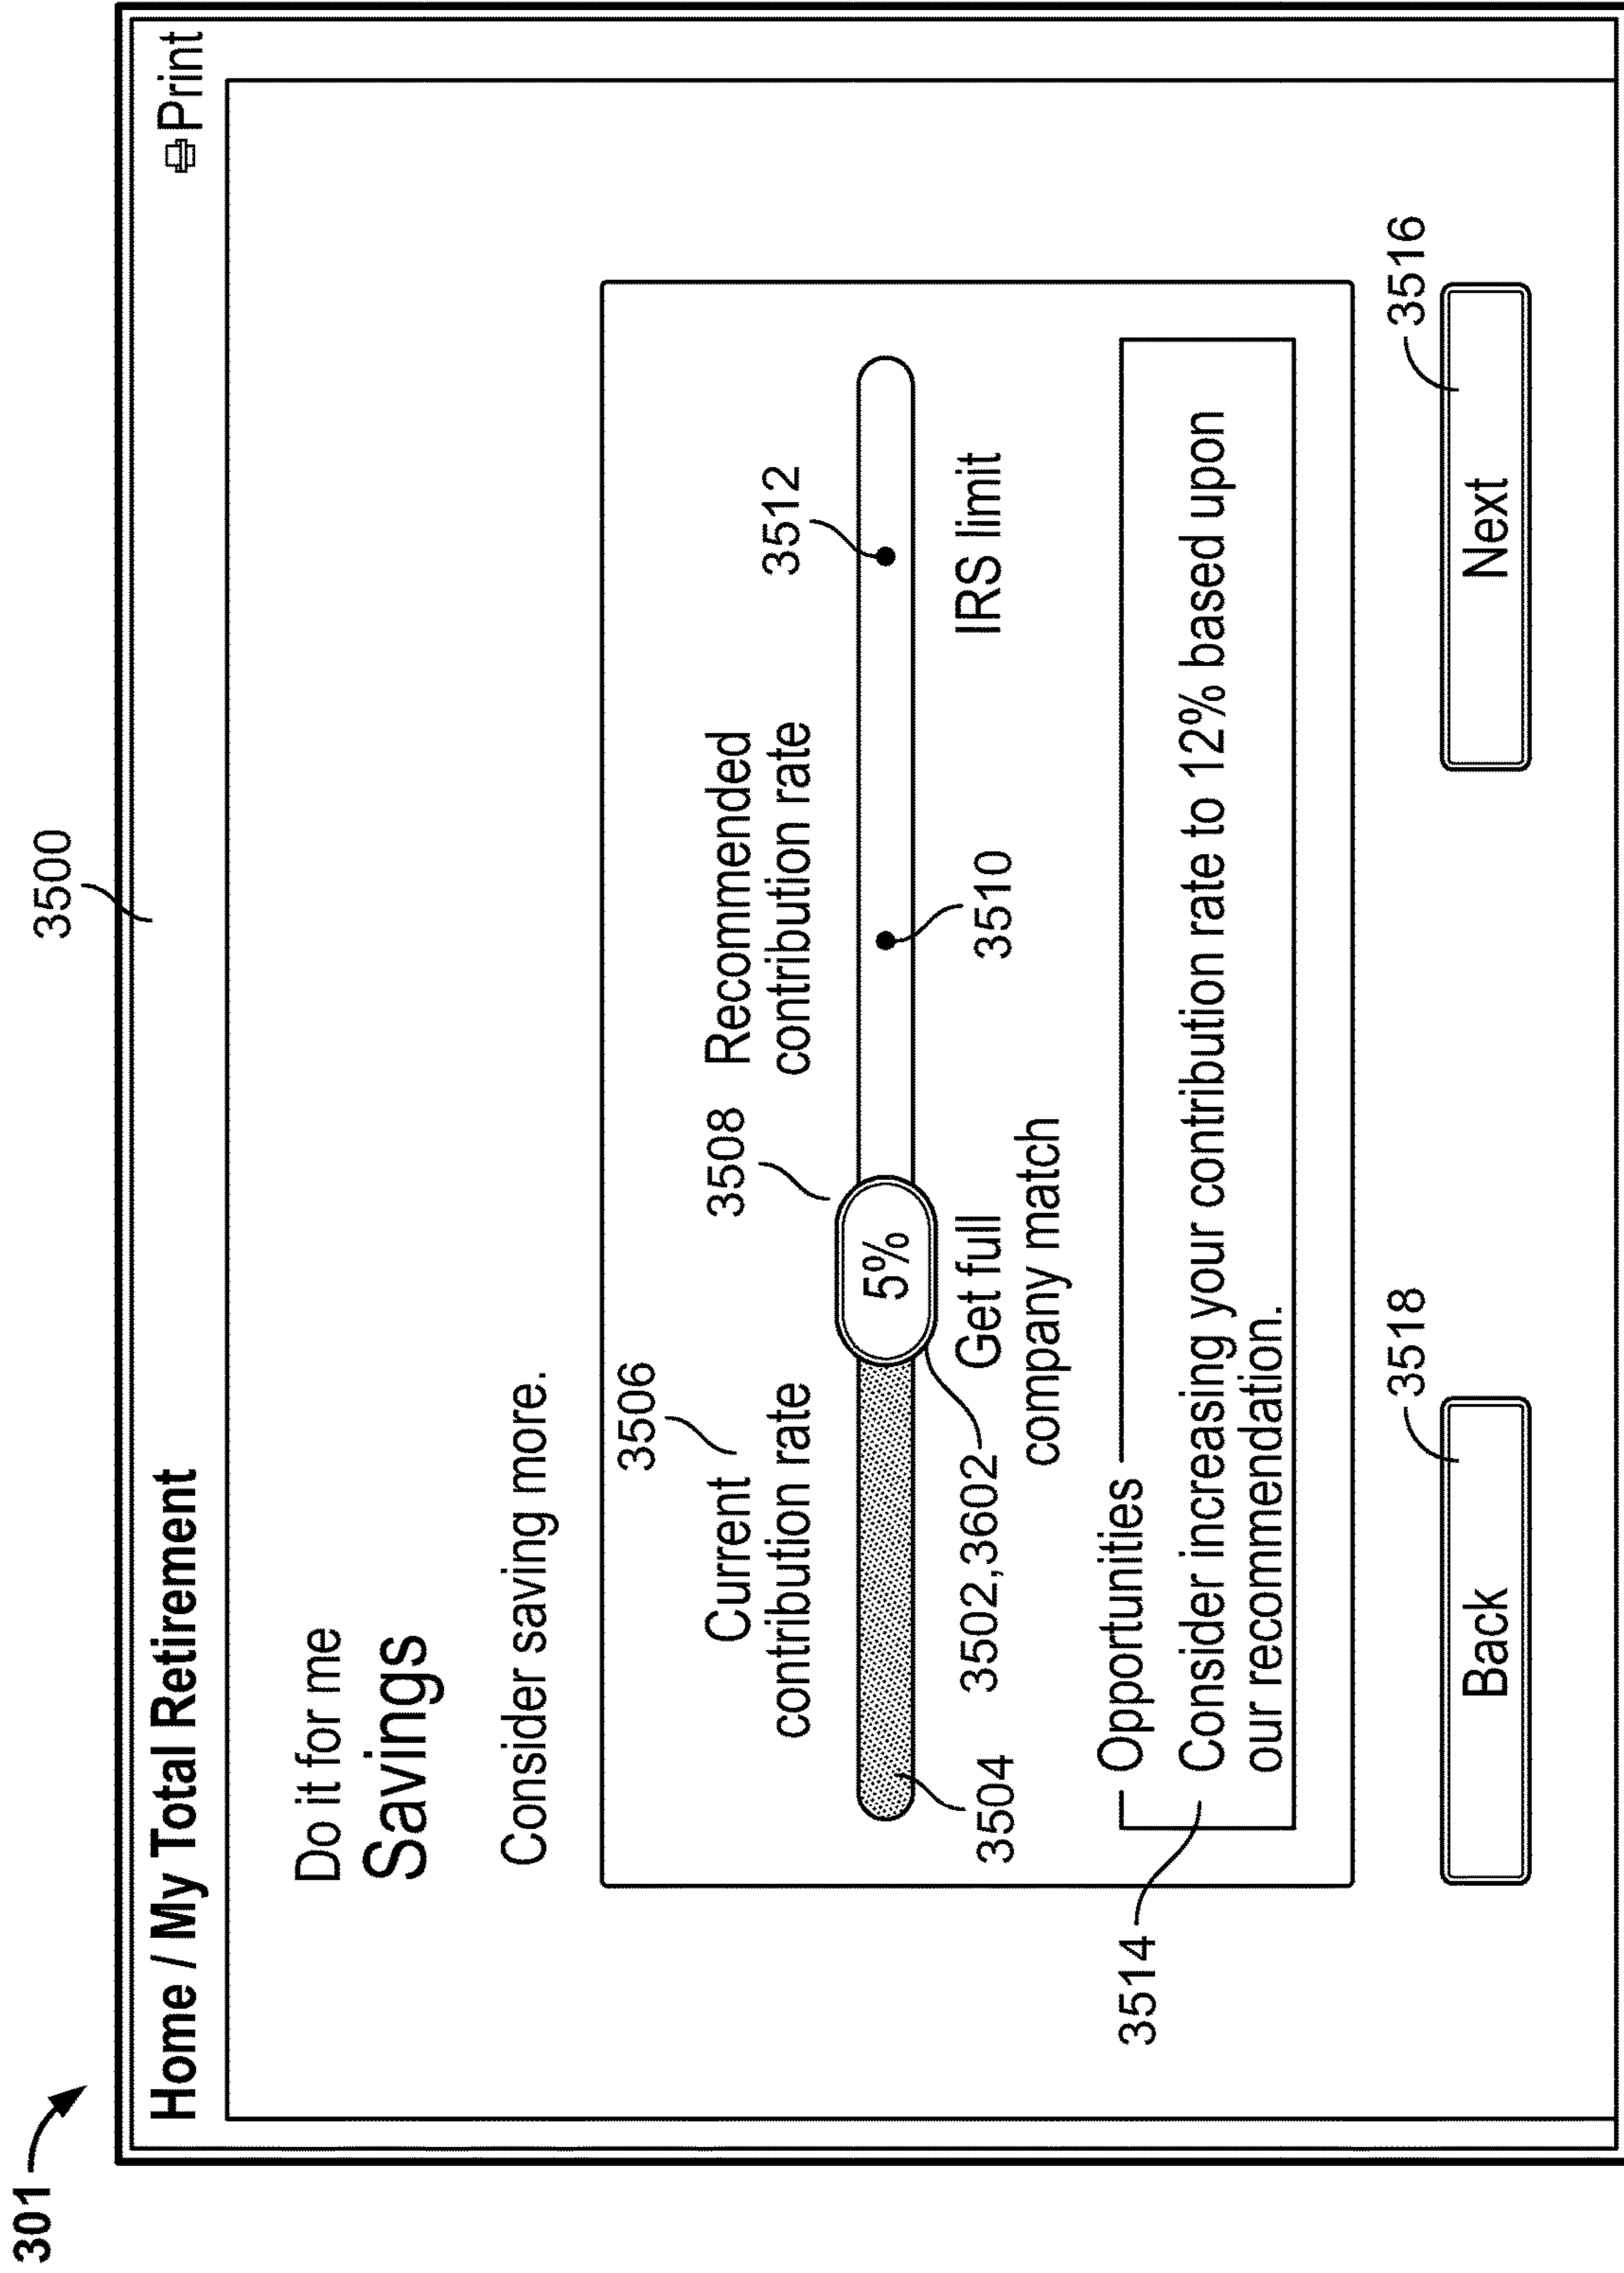 301
3500
Home / My Total Retirement
Print
Do it for me
Savings
Consider saving more.
3506
3508
Current
contribution rate
Recommended
contribution rate
3512
5%
3504
3502,3602
Get full
company match
3510
IRS limit
3514
Opportunities
Consider increasing your contribution rate to 12% based upon
our recommendation.
3518
3516
Back
Next